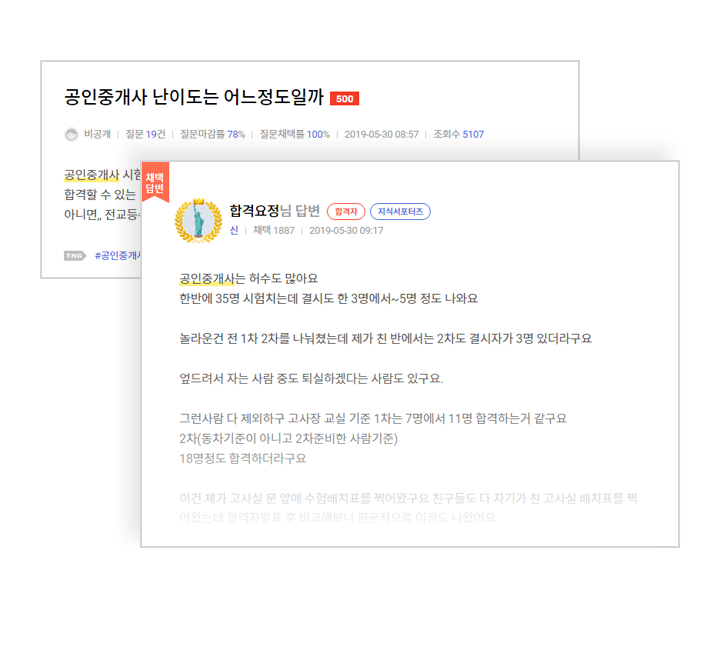 공인중개사 난이도는 어느정도일까 500
비공개 | 질문 19건 | 질문마감률 78% | 질문채택률 100% | 2019-05-30 08:57 | 조회수 5107
공인중개사 시험
합격할 수 있는
아니면,, 전교등수
TAG #공인중개사
채택
답변
합격요정님 답변 합격자 지식서포터즈
신 | 채택 1887 | 2019-05-30 09:17
공인중개사는 허수도 많아요
한반에 35명 시험치는데 결시도 한 3명에서~5명 정도 나와요
놀라운건 전 1차 2차를 나눠쳤는데 제가 친 반에서는 2차도 결시자가 3명 있더라구요
엎드려서 자는 사람 중도 퇴실하겠다는 사람도 있구요.
그런사람 다 제외하구 고사장 교실 기준 1차는 7명에서 11명 합격하는거 같구요
2차(동차기준이 아니고 2차준비한 사람기준)
18명정도 합격하더라구요
이건 제가 고사실 문 앞에 수험배치표를 찍어왔구요 친구들도 다 자기가 친 고사실 배치표를 찍
어왔는데 합격자발표 후 비교해보니 평균적으로 이정도 나왔어요